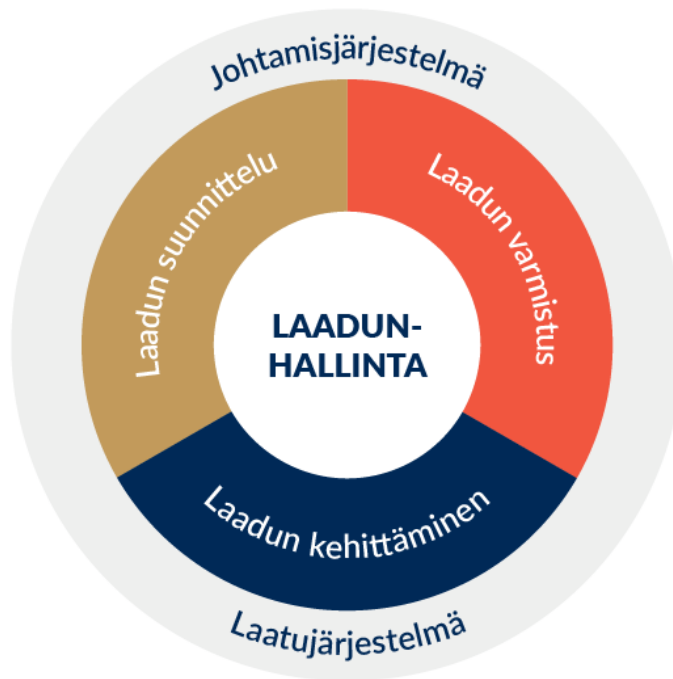 Johtamisjärjestelmä
Laadun suunnittelu
Laadun varmistus
LAADUN-
HALLINTA
Laadun kehittäminen
Laatujärjestelmä